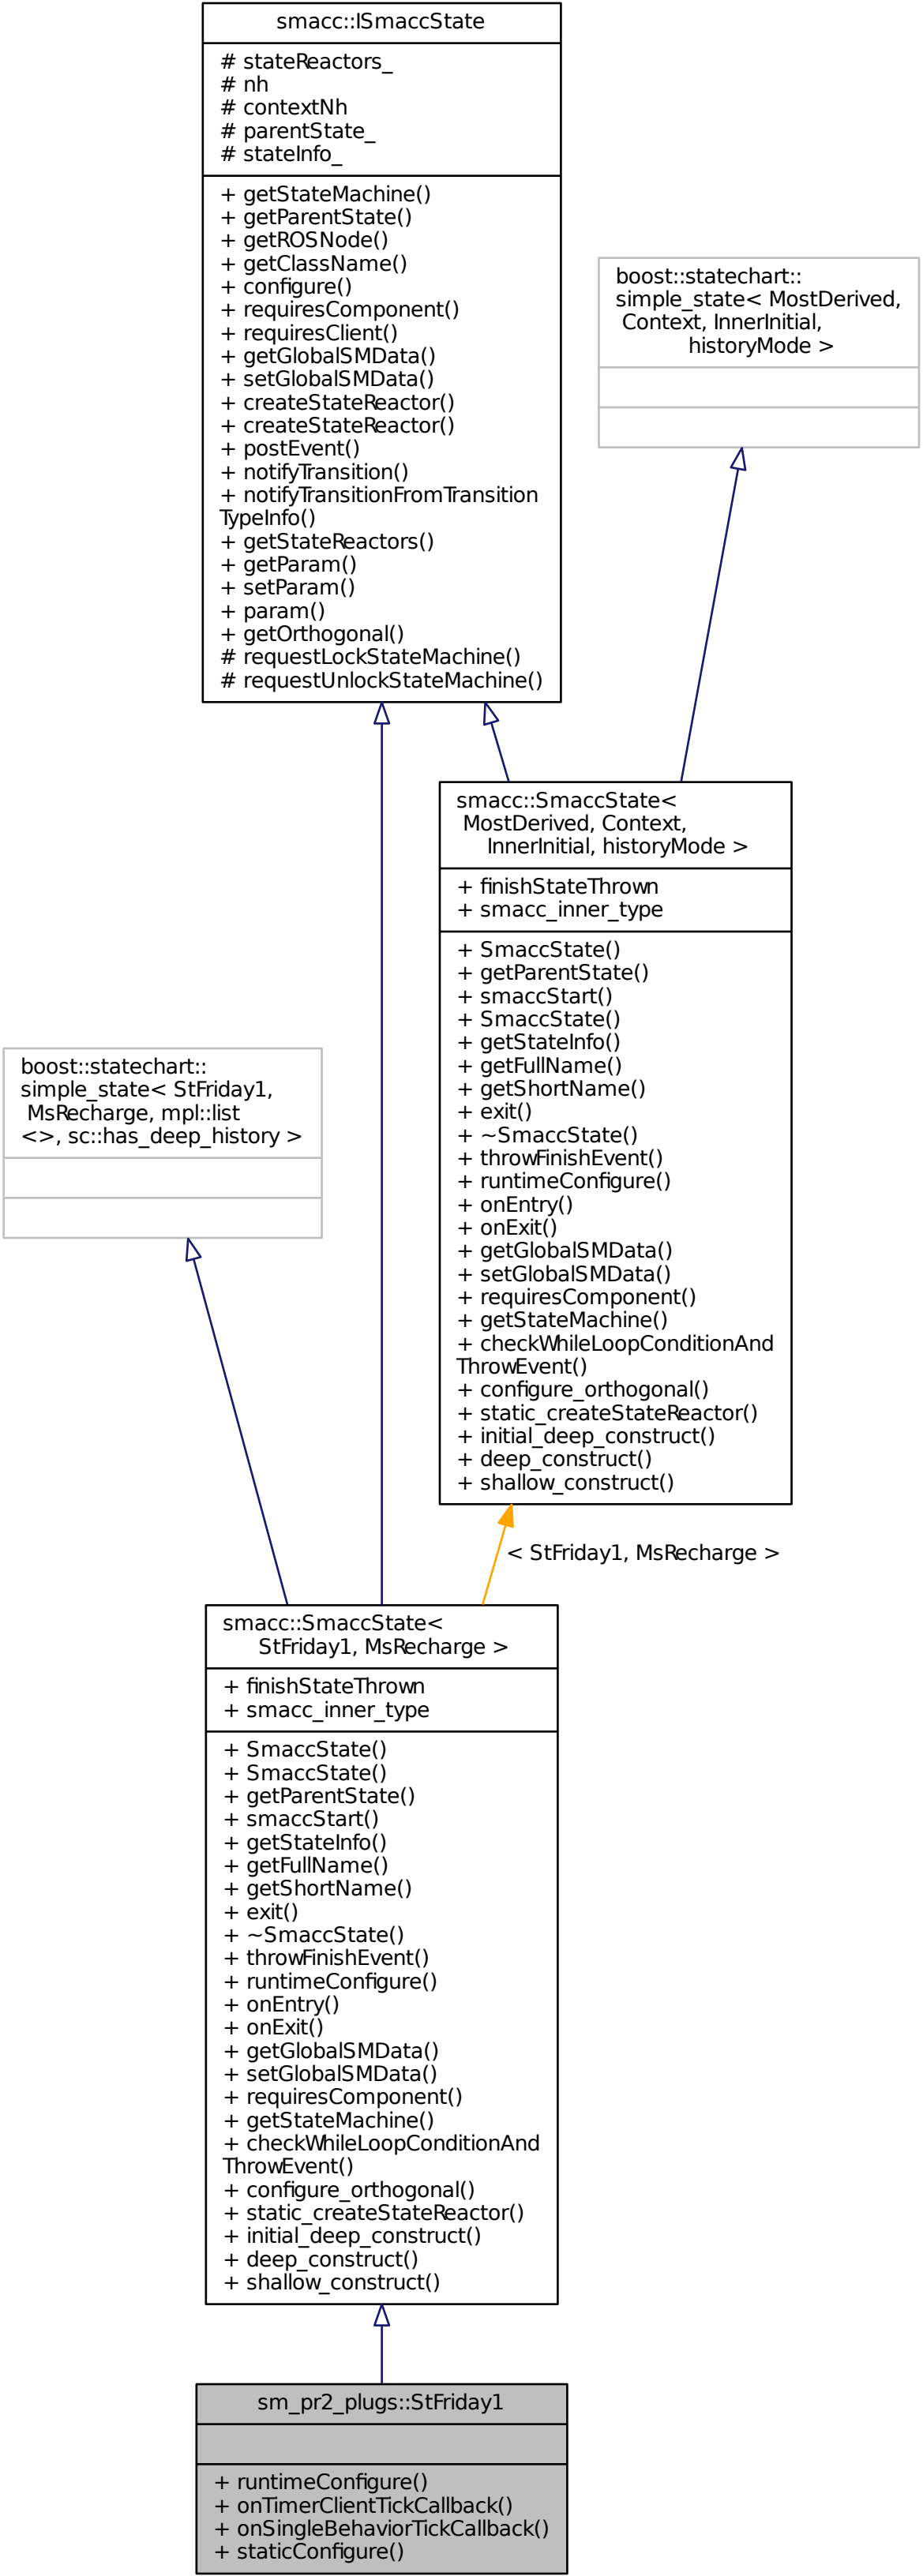 smacc::ISmaccState
# stateReactors_
# nh
# contextNh
# parentState_
# stateInfo_
+ getStateMachine()
+ getParentState()
+ getROSNode()
+ getClassName()
+ configure()
+ requiresComponent()
+ requiresClient()
+ getGlobalSMData()
+ setGlobalSMData()
+ createStateReactor()
+ createStateReactor()
+ postEvent()
+ notifyTransition()
+ notifyTransitionFromTransition
TypeInfo()
+ getStateReactors()
+ getParam()
+ setParam()
+ param()
+ getOrthogonal()
# requestLockStateMachine()
# requestUnlockStateMachine()
boost::statechart::
simple_state< MostDerived,
Context, InnerInitial,
historyMode >
smacc::SmaccState<
MostDerived, Context,
InnerInitial, historyMode >
+ finishStateThrown
+ smacc_inner_type
+ SmaccState()
+ getParentState()
+ smaccStart()
+ SmaccState()
+ getStateInfo()
+ getFullName()
+ getShortName()
+ exit()
+ ~SmaccState()
+ throwFinishEvent()
+ runtimeConfigure()
+ onEntry()
+ onExit()
+ getGlobalSMData()
+ setGlobalSMData()
+ requiresComponent()
+ getStateMachine()
+ checkWhileLoopConditionAnd
ThrowEvent()
+ configure_orthogonal()
+ static_createStateReactor()
+ initial_deep_construct()
+ deep_construct()
+ shallow_construct()
boost::statechart::
simple_state< StFriday1,
MsRecharge, mpl::list
<>, sc::has_deep_history >
< StFriday1, MsRecharge >
smacc::SmaccState<
StFriday1, MsRecharge >
+ finishStateThrown
+ smacc_inner_type
+ SmaccState()
+ SmaccState()
+ getParentState()
+ smaccStart()
+ getStateInfo()
+ getFullName()
+ getShortName()
+ exit()
+ ~SmaccState()
+ throwFinishEvent()
+ runtimeConfigure()
+ onEntry()
+ onExit()
+ getGlobalSMData()
+ setGlobalSMData()
+ requiresComponent()
+ getStateMachine()
+ checkWhileLoopConditionAnd
ThrowEvent()
+ configure_orthogonal()
+ static_createStateReactor()
+ initial_deep_construct()
+ deep_construct()
+ shallow_construct()
sm_pr2_plugs::StFriday1
+ runtimeConfigure()
+ onTimerClientTickCallback()
+ onSingleBehaviorTickCallback()
+ staticConfigure()